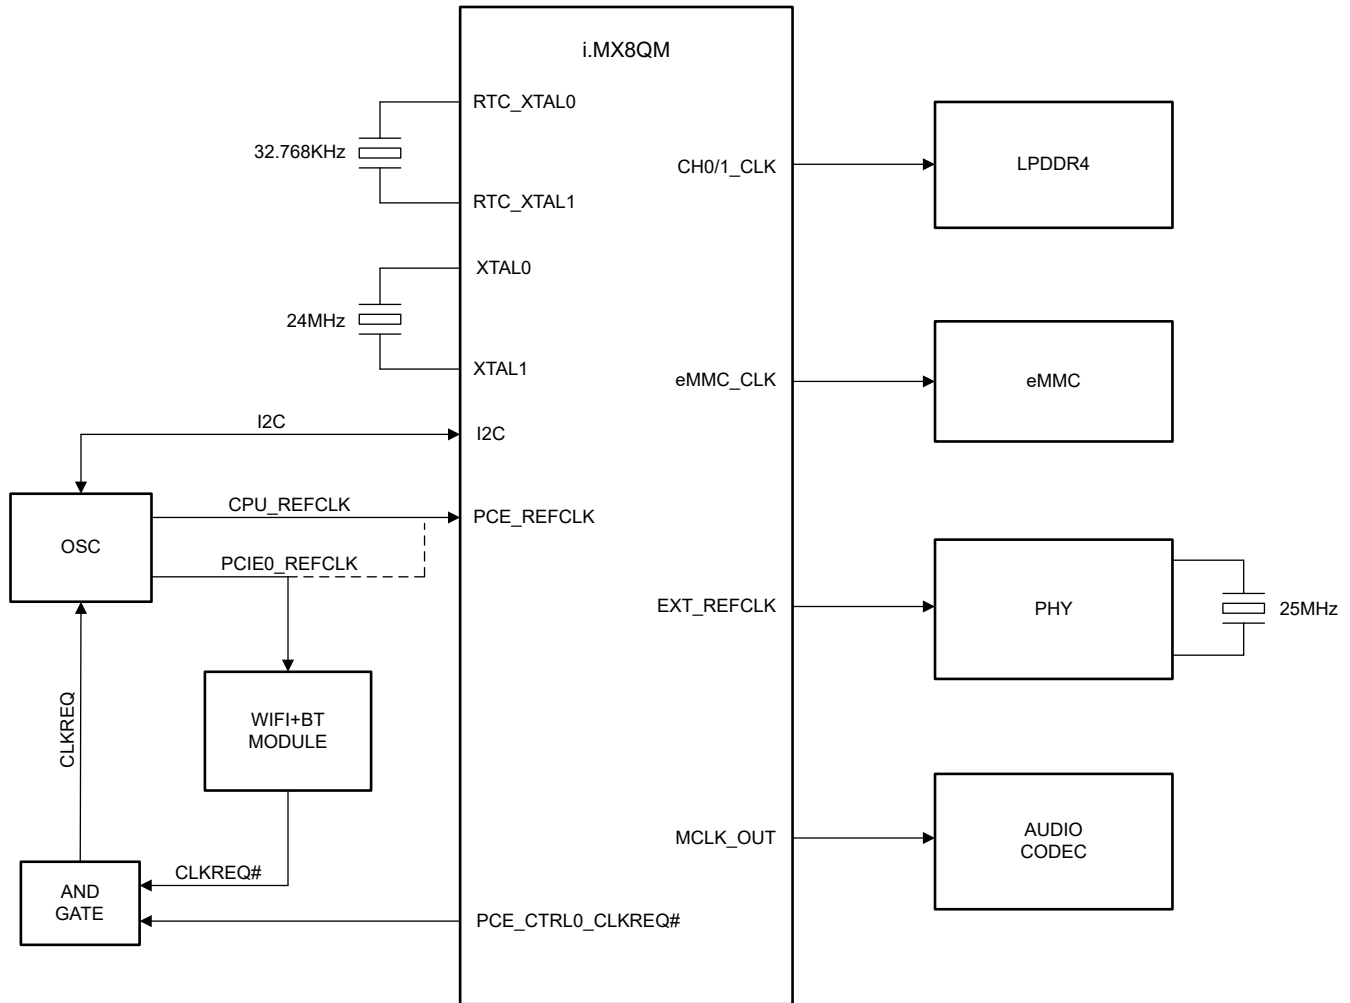 i.MX8QM
RTC_XTAL0
32.768KHz
RTC_XTAL1
XTAL0
24MHz
XTAL1
I2C
I2C
CPU_REFCLK
PCE_REFCLK
OSC
PCIE0_REFCLK
CLKREQ
WIFI+BT
MODULE
CLKREQ#
AND
GATE
PCE_CTRL0_CLKREQ#
CH0/1_CLK
LPDDR4
eMMC_CLK
eMMC
EXT_REFCLK
PHY
25MHz
MCLK_OUT
AUDIO
CODEC